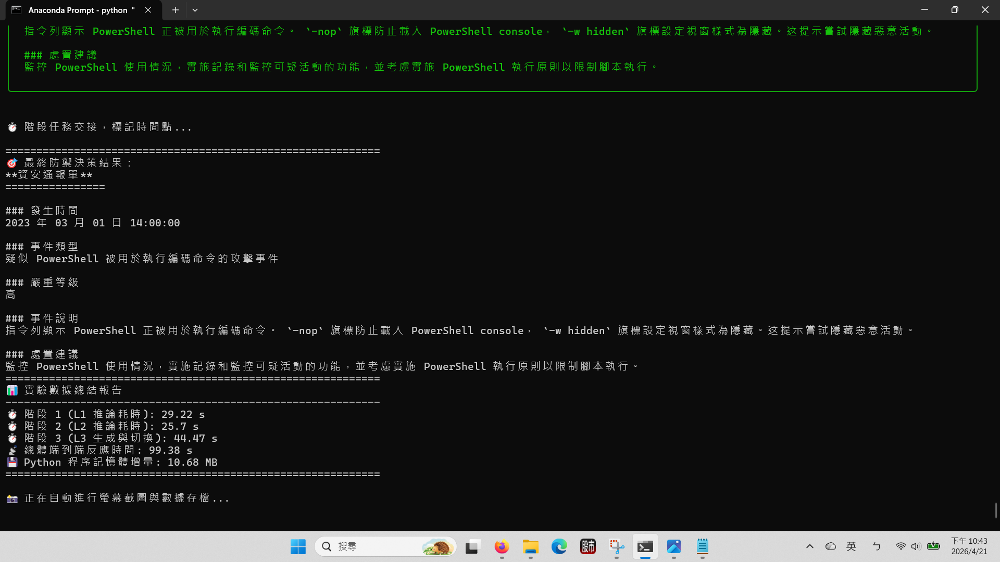 Anaconda Prompt - python "
指令列顯示 PowerShell 正被用於執行編碼命令。 `-nop` 旗標防止載入 PowerShell console, `-w hidden` 旗標設定視窗樣式為隱藏。这提示嘗試隱藏惡意活動。
### 處置建議
監控 PowerShell 使用情況，實施記錄和監控可疑活動的功能，並考慮實施 PowerShell 執行原則以限制腳本執行。
階段任務交接，標記時間點...
============================================================
最終防禦決策結果：
**資安通報單**
================
### 發生時間
2023 年 03 月 01 日 14:00:00
### 事件類型
疑似 PowerShell 被用於執行編碼命令的攻擊事件
### 嚴重等級
高
### 事件說明
指令列顯示 PowerShell 正被用於執行編碼命令。 `-nop` 旗標防止載入 PowerShell console, `-w hidden` 旗標設定視窗樣式為隱藏。这提示嘗試隱藏惡意活動。
### 處置建議
監控 PowerShell 使用情況，實施記錄和監控可疑活動的功能，並考慮實施 PowerShell 執行原則以限制腳本執行。
============================================================
實驗數據總結報告
------------------------------------------------------------
階段 1 (L1 推論耗時): 29.22 s
階段 2 (L2 推論耗時): 25.7 s
階段 3 (L3 生成與切換): 44.47 s
總體端到端反應時間: 99.38 s
Python 程序記憶體增量: 10.68 MB
============================================================
正在自動進行螢幕截圖與數據存檔...
搜尋
股市
英
ㄅ
下午 10:43
2026/4/21